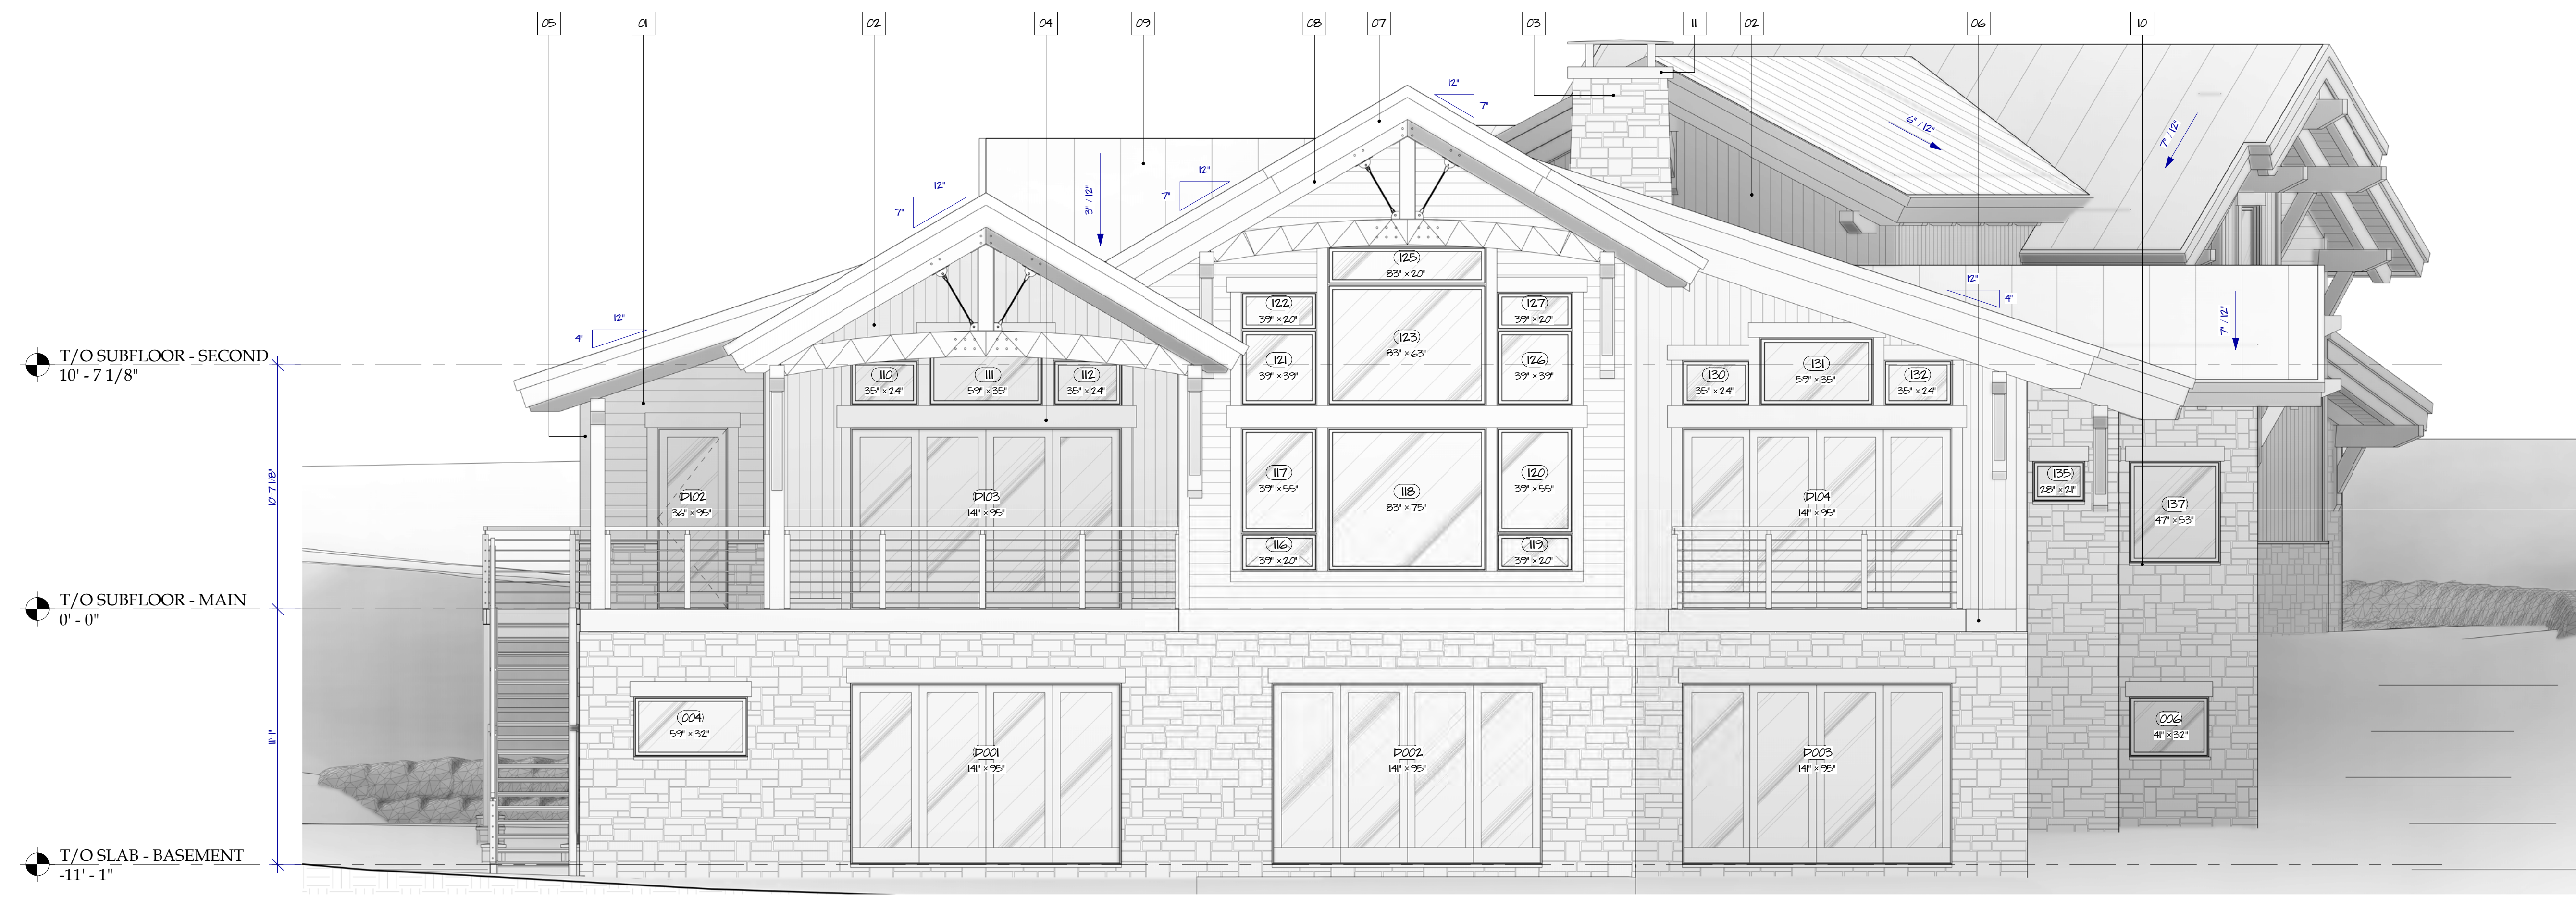 05 01 02 04 09 08 07 03 11 02 06 10
12"
7"
6" / 12"
7" / 12"
12"
7"
3" / 12"
12"
7"
125
83" × 20"
12"
4"
122
39" × 20"
127
39" × 20"
7" / 12"
12"
4"
123
83" × 63"
T/O SUBFLOOR - SECOND
10' - 7 1/8"
121
39" × 39"
126
39" × 39"
110
35" × 24"
111
59" × 35"
112
35" × 24"
130
35" × 24"
131
59" × 35"
132
35" × 24"
10'-7 1/8"
117
39" × 55"
118
83" × 75"
120
39" × 55"
135
28" × 21"
D102
36" × 95"
D103
141" × 95"
D104
141" × 95"
137
47" × 53"
116
39" × 20"
119
39" × 20"
T/O SUBFLOOR - MAIN
0' - 0"
11'-1"
004
59" × 32"
006
41" × 32"
D001
141" × 95"
D002
141" × 95"
D003
141" × 95"
T/O SLAB - BASEMENT
-11' - 1"